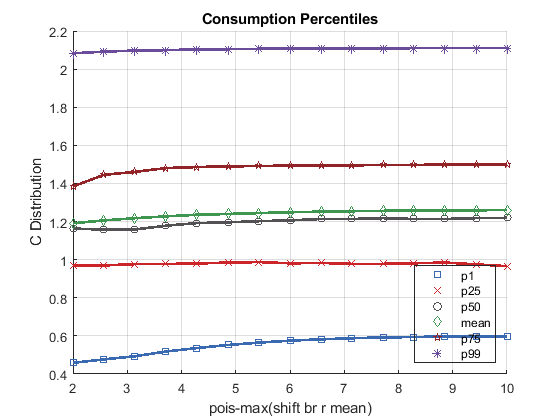 Consumption Percentiles
C Distribution
2.2
2
1.8
1.6
1.4
1.2
1
0.8
0.6
0.4
p1
p25
p50
mean
p75
p99
2 3 4 5 6 7 8 9 10
pois-max(shift br r mean)